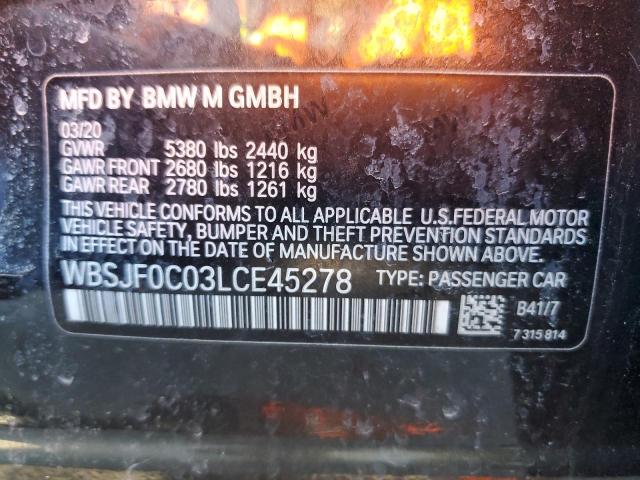 MFD BY BMW M GMBH
03/20
GVWR 5380 lbs 2440 kg
GAWR FRONT 2680 lbs 1216 kg
GAWR REAR 2780 lbs 1261 kg
THIS VEHICLE CONFORMS TO ALL APPLICABLE U.S.FEDERAL MOTOR
VEHICLE SAFETY, BUMPER AND THEFT PREVENTION STANDARDS
IN EFFECT ON THE DATE OF MANUFACTURE SHOWN ABOVE.
WBSJF0C03LCE45278 TYPE: PASSENGER CAR
B41/7
7 315 814